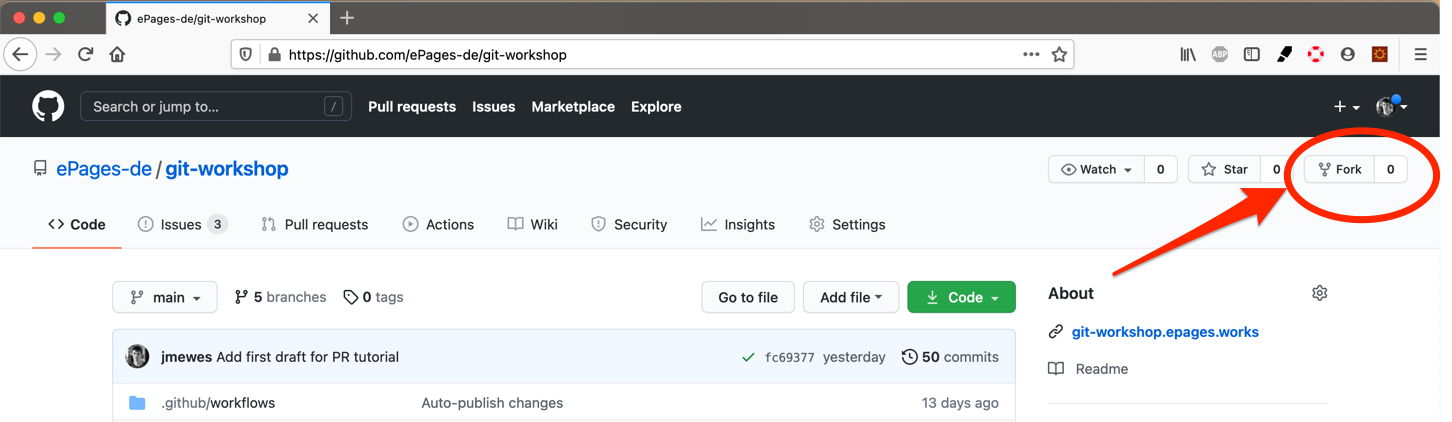 ePages-de/git-workshop
https://github.com/ePages-de/git-workshop
ABP
Search or jump to... / Pull requests Issues Marketplace Explore
ePages-de / git-workshop Watch 0 Star 0 Fork 0
Code Issues 3 Pull requests Actions Wiki Security Insights Settings
main 5 branches 0 tags Go to file Add file Code About
git-workshop.epages.works
jmewes Add first draft for PR tutorial fc69377 yesterday 50 commits
Readme
.github/workflows Auto-publish changes 13 days ago